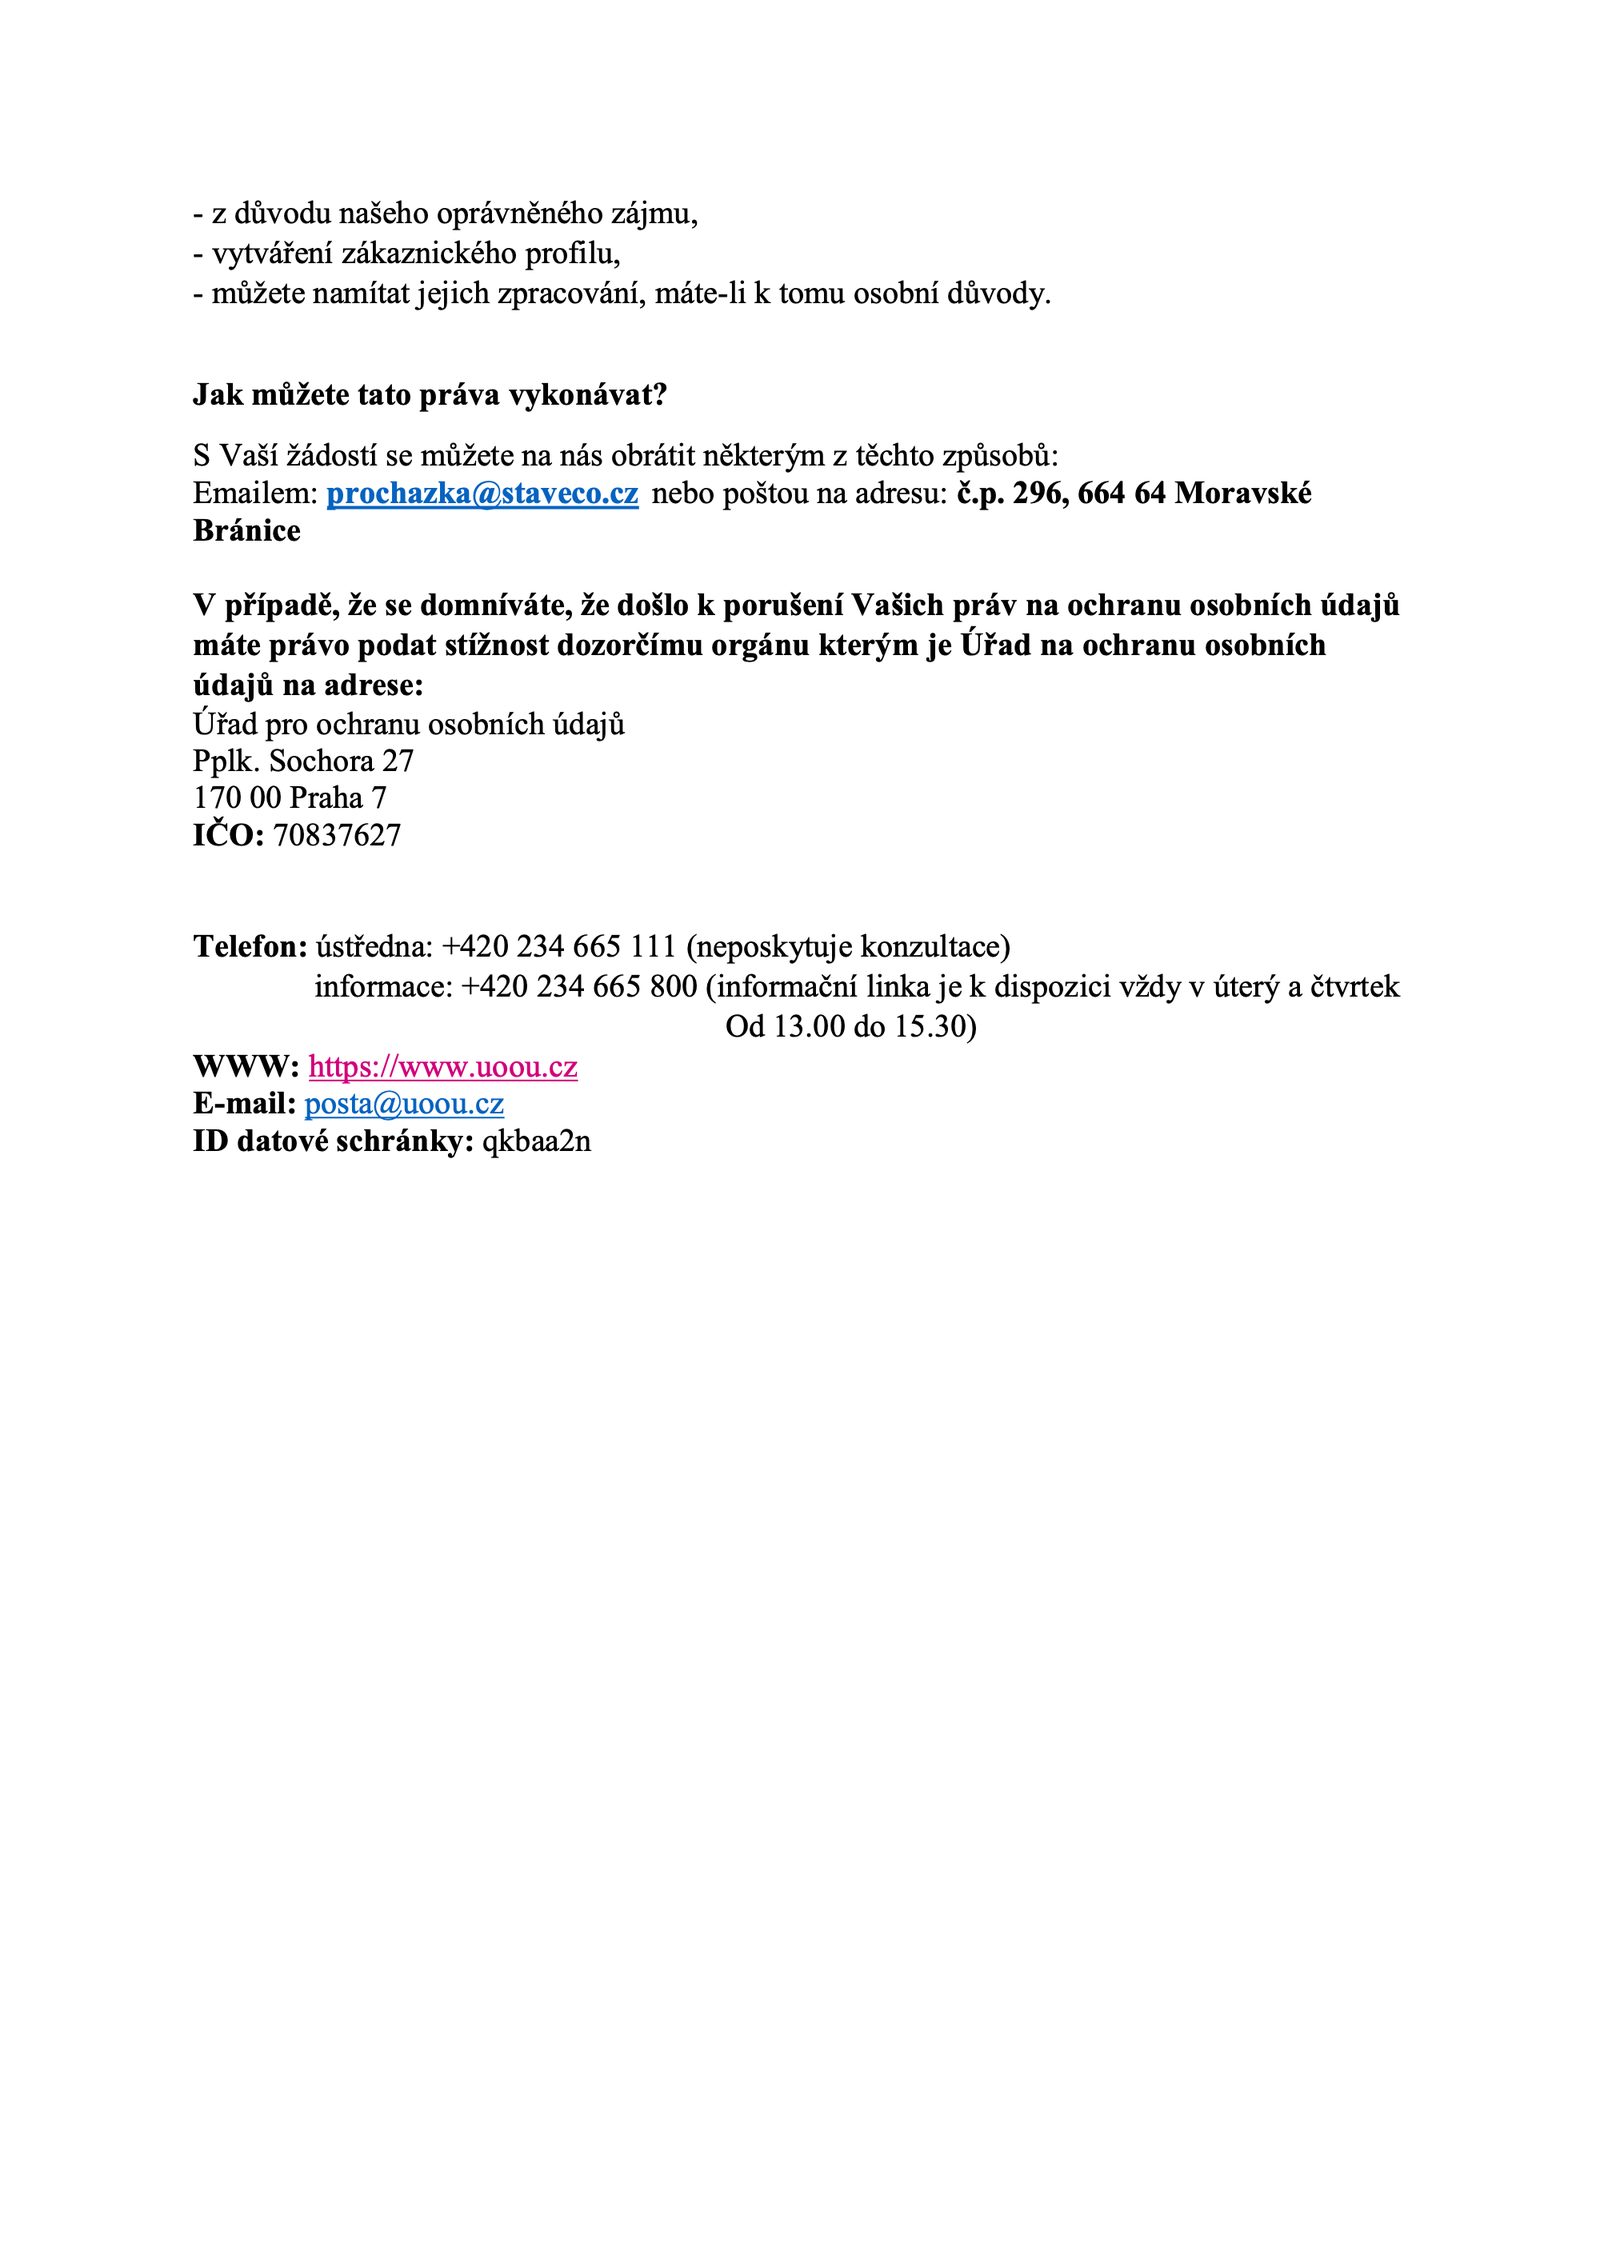 - z důvodu našeho oprávněného zájmu,
- vytváření zákaznického profilu,
- můžete namítat jejich zpracování, máte-li k tomu osobní důvody.
Jak můžete tato práva vykonávat?
S Vaší žádostí se můžete na nás obrátit některým z těchto způsobů:
Emailem: prochazka@staveco.cz nebo poštou na adresu: č.p. 296, 664 64 Moravské
Bránice
V případě, že se domníváte, že došlo k porušení Vašich práv na ochranu osobních údajů
máte právo podat stížnost dozorčímu orgánu kterým je Úřad na ochranu osobních
údajů na adrese:
Úřad pro ochranu osobních údajů
Pplk. Sochora 27
170 00 Praha 7
IČO: 70837627
Telefon: ústředna: +420 234 665 111 (neposkytuje konzultace)
informace: +420 234 665 800 (informační linka je k dispozici vždy v úterý a čtvrtek
Od 13.00 do 15.30)
WWW: https://www.uoou.cz
E-mail: posta@uoou.cz
ID datové schránky: qkbaa2n